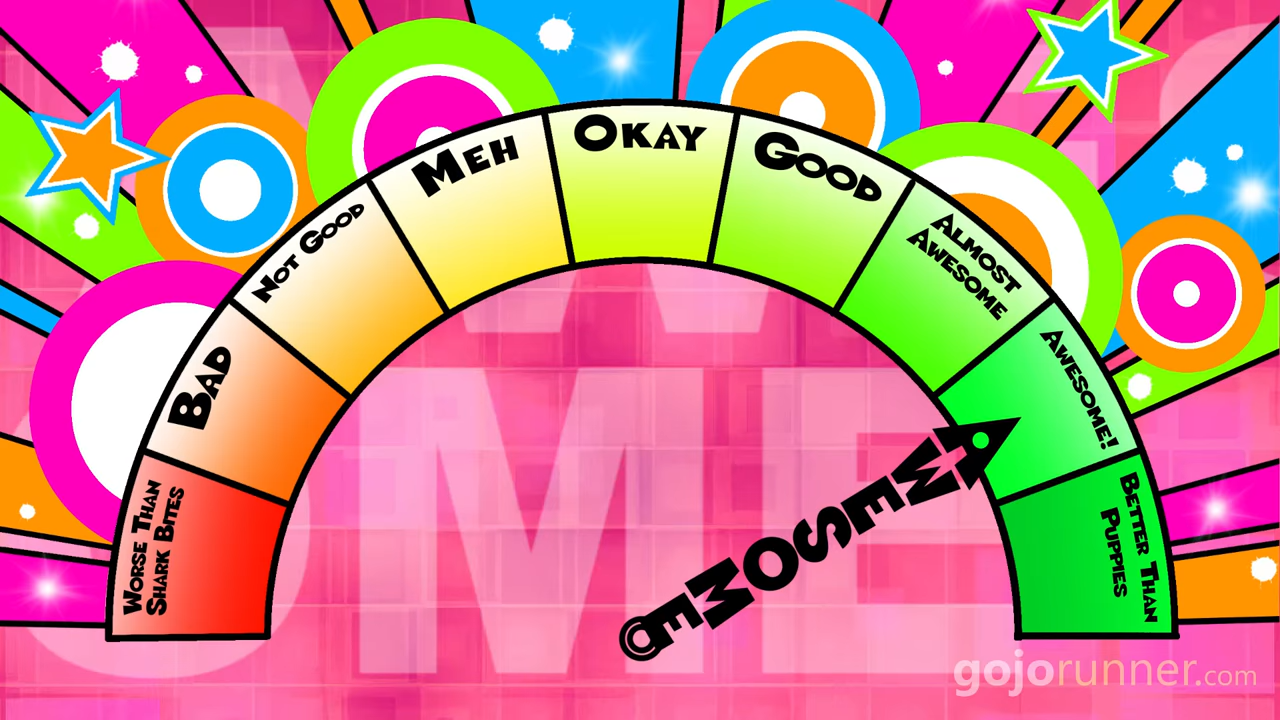 Worse Than
Shark Bites
Bad
Not Good
Meh
Okay
Good
Almost
Awesome
Awesome!
Better Than
Puppies
AWESOME
gojorunner.com